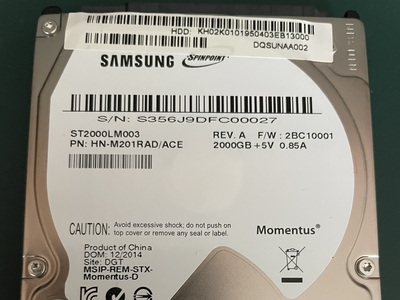 HDD: KH02K0101950403EB13000
DQSUNAA002
SAMSUNG SPINPOINT
S/N: S356J9DFC00027
ST2000LM003 REV. A F/W : 2BC10001
PN: HN-M201RAD/ACE 2000GB +5V 0.85A
CAUTION: Avoid excessive shock; do not push on
top cover or remove any seal or label.
Momentus®
Product of China
DOM: 12/2014
Site: DGT
MSIP-REM-STX-
Momentus-D